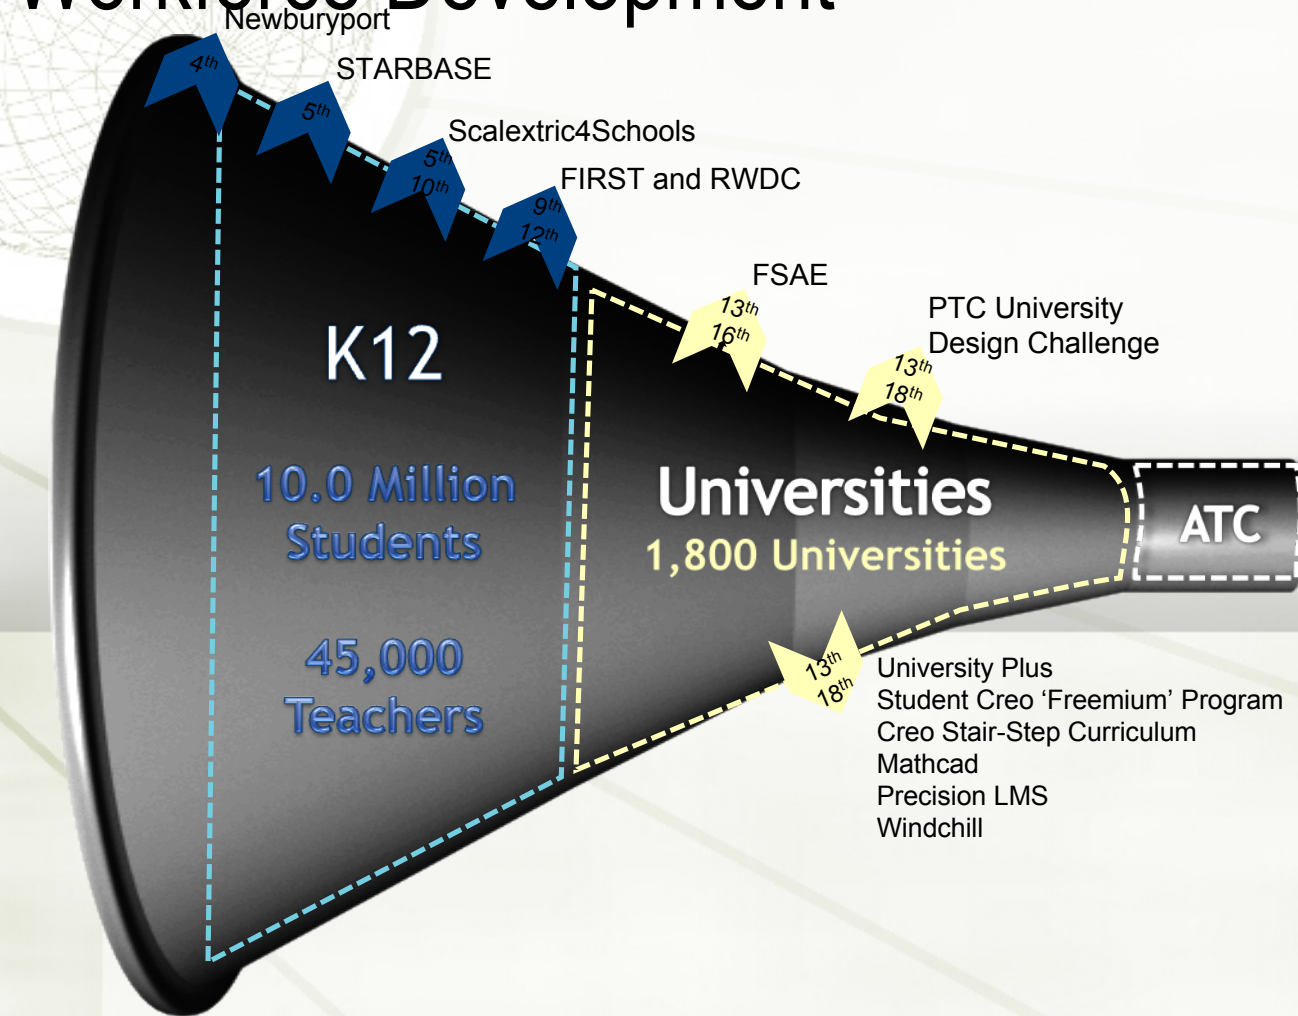 Workforce Development
Newburyport
4th
STARBASE
5th
Scalextric4Schools
5th
10th
FIRST and RWDC
9th
12th
FSAE
13th
16th
PTC University
Design Challenge
13th
18th
K12
10.0 Million
Students
45,000
Teachers
Universities
1,800 Universities
ATC
13th
18th
University Plus
Student Creo ‘Freemium’ Program
Creo Stair-Step Curriculum
Mathcad
Precision LMS
Windchill